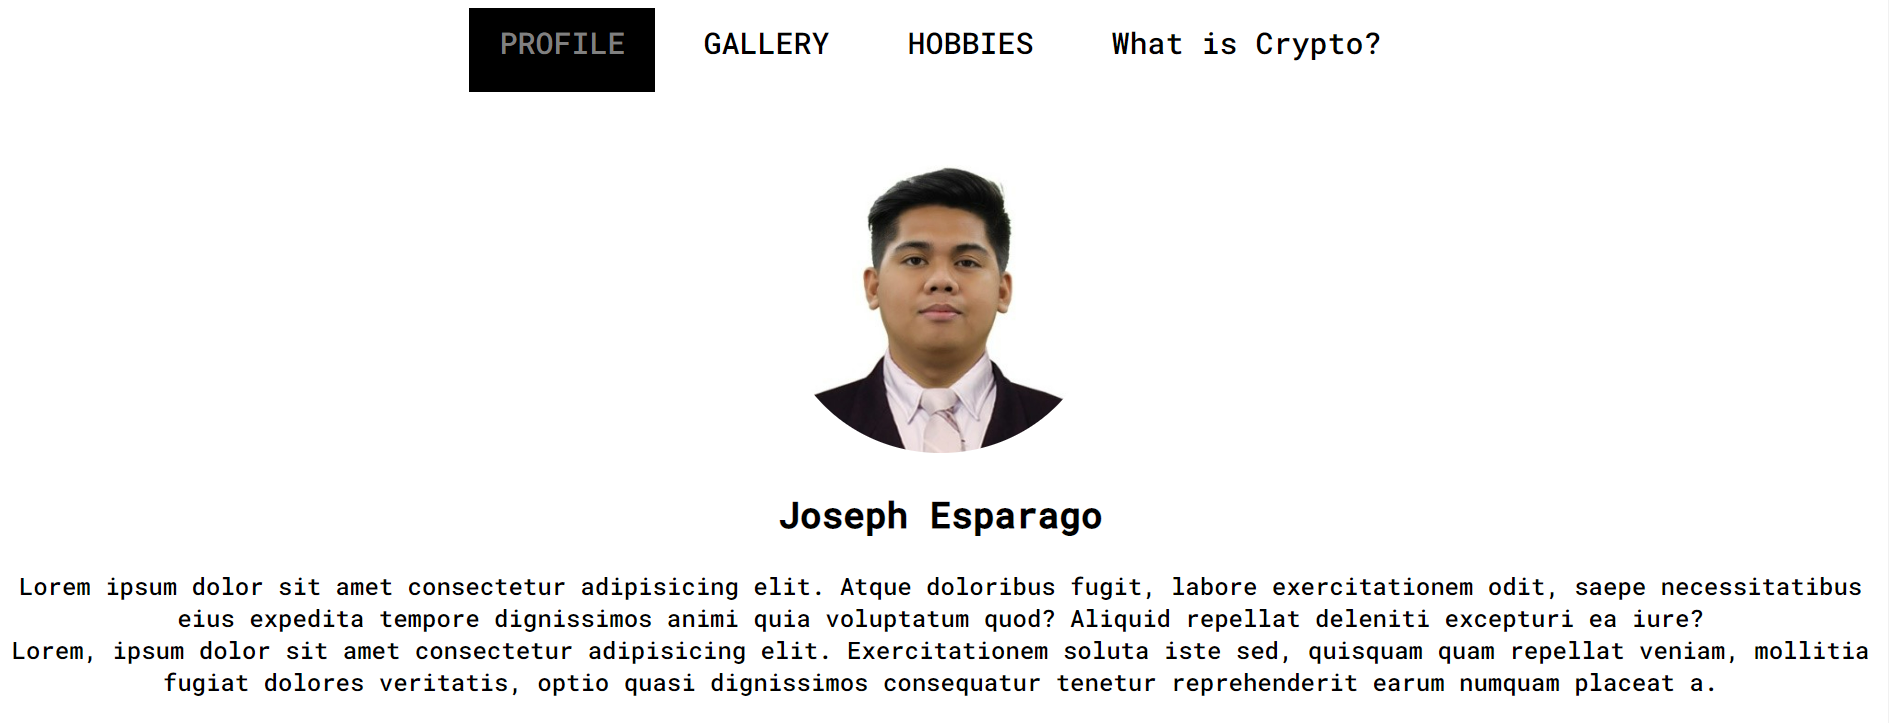 PROFILE GALLERY HOBBIES What is Crypto?
Joseph Esparago
Lorem ipsum dolor sit amet consectetur adipisicing elit. Atque doloribus fugit, labore exercitationem odit, saepe necessitatibus
eius expedita tempore dignissimos animi quia voluptatum quod? Aliquid repellat deleniti excepturi ea iure?
Lorem, ipsum dolor sit amet consectetur adipisicing elit. Exercitationem soluta iste sed, quisquam quam repellat veniam, mollitia
fugiat dolores veritatis, optio quasi dignissimos consequatur tenetur reprehenderit earum numquam placeat a.